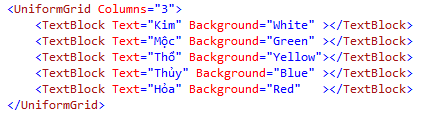 <UniformGrid Columns="3">
    <TextBlock Text="Kim" Background="White" ></TextBlock>
    <TextBlock Text="Mộc" Background="Green" ></TextBlock>
    <TextBlock Text="Thổ" Background="Yellow"></TextBlock>
    <TextBlock Text="Thủy" Background="Blue" ></TextBlock>
    <TextBlock Text="Hỏa" Background="Red"   ></TextBlock>
</UniformGrid>